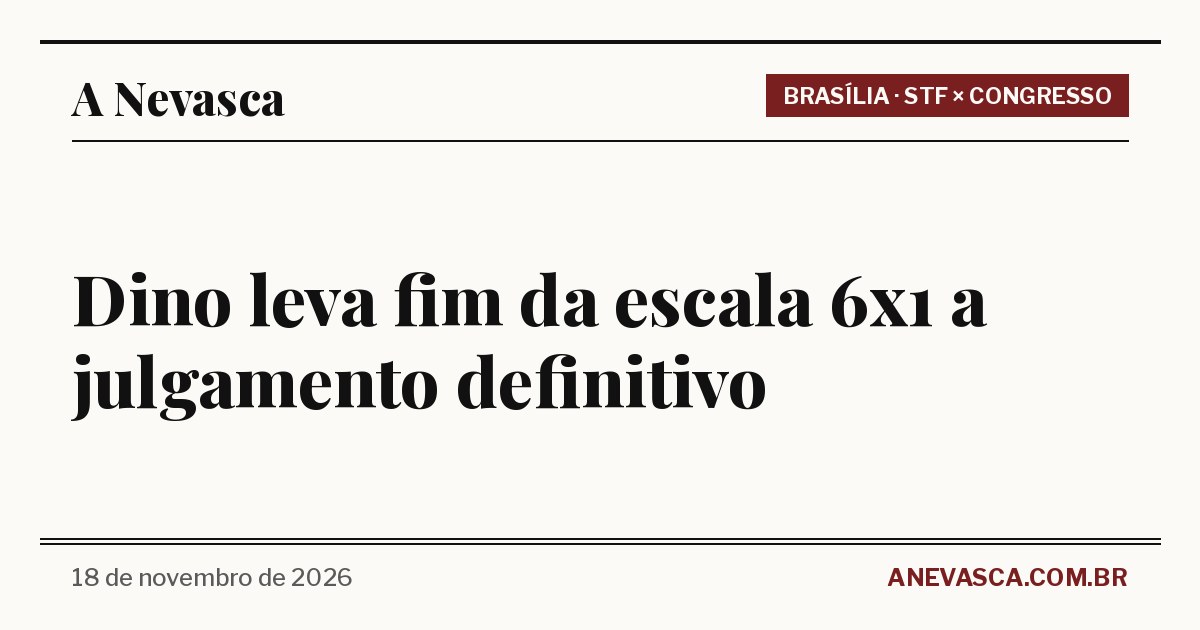 A Nevasca
BRASÍLIA · STF × CONGRESSO
Dino leva fim da escala 6x1 a
julgamento definitivo
18 de novembro de 2026
ANEVASCA.COM.BR